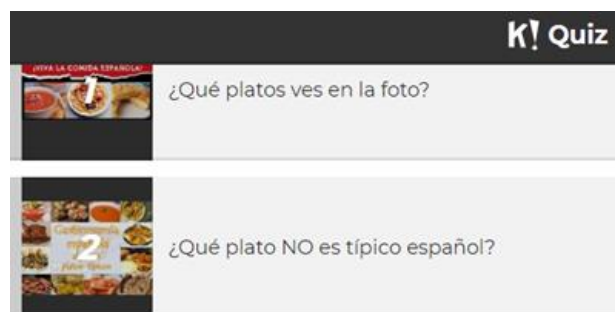 K! Quiz
¡VIVA LA COMIDA ESPAÑOLA!
1
¿Qué platos ves en la foto?
Gastronomía
2
¿Qué plato NO es típico español?